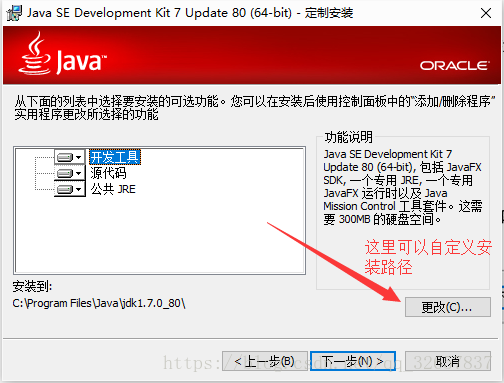 Java SE Development Kit 7 Update 80 (64-bit) - 定制安装
Java™
ORACLE
从下面的列表中选择要安装的可选功能。您可以在安装后使用控制面板中的“添加/删除程序”
实用程序更改所选择的功能
开发工具
源代码
公共 JRE
功能说明
Java SE Development Kit 7
Update 80 (64-bit), 包括 JavaFX
SDK, 一个专用 JRE, 一个专用
JavaFX 运行时以及 Java
Mission Control 工具套件。这需
要 300MB 的硬盘空间。
这里可以自定义安
装路径
安装到:
C:\Program Files\Java\jdk1.7.0_80\
更改(C)...
< 上一步(B)
下一步(N) >
取消